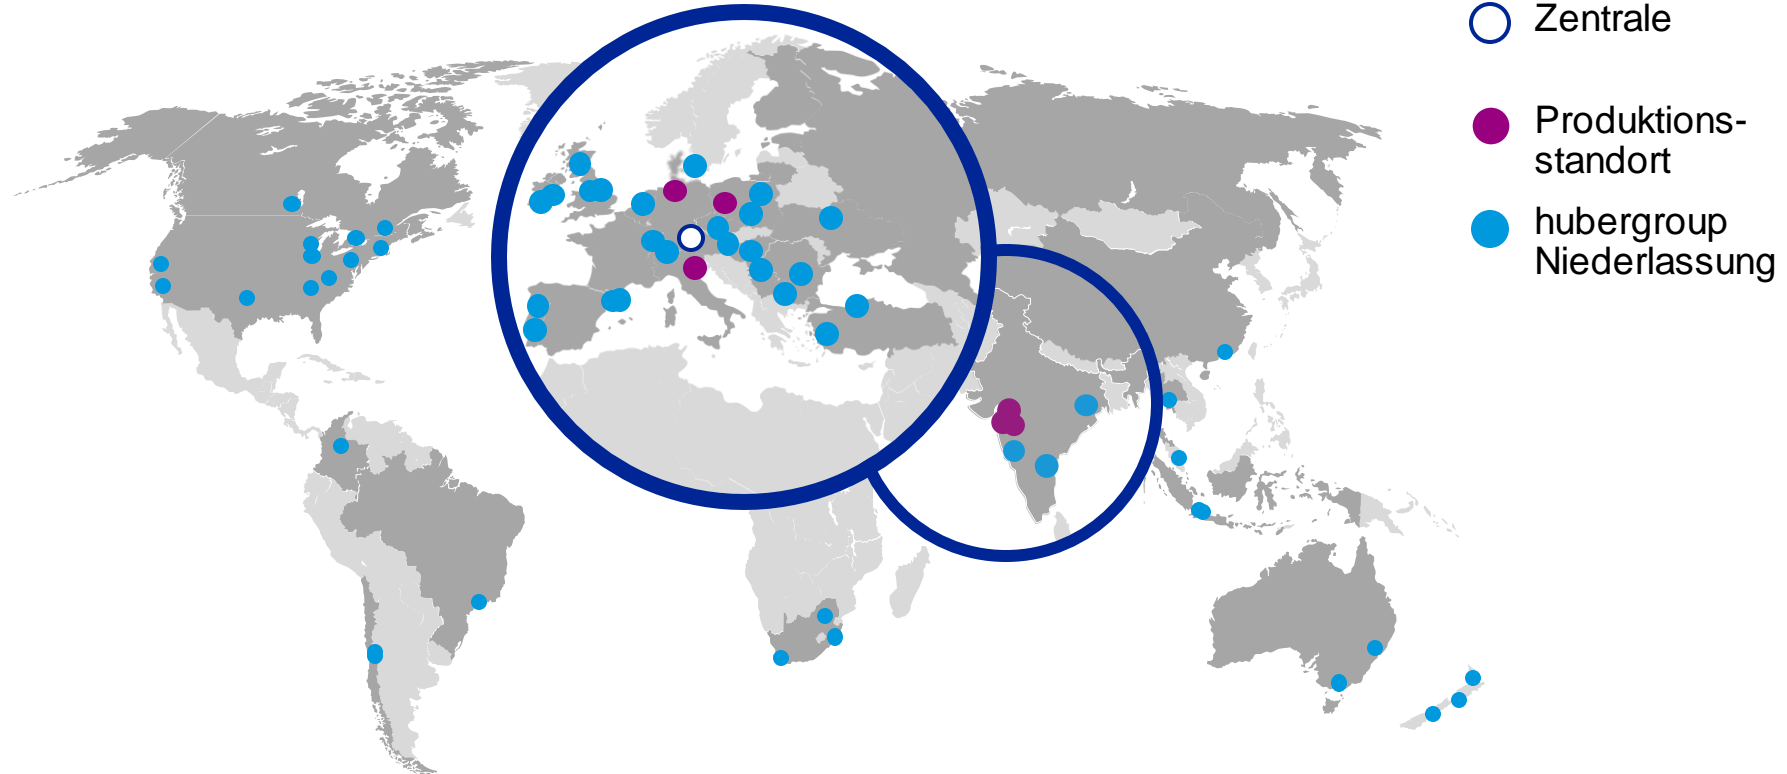 Zentrale
Produktions-
standort
hubergroup
Niederlassung